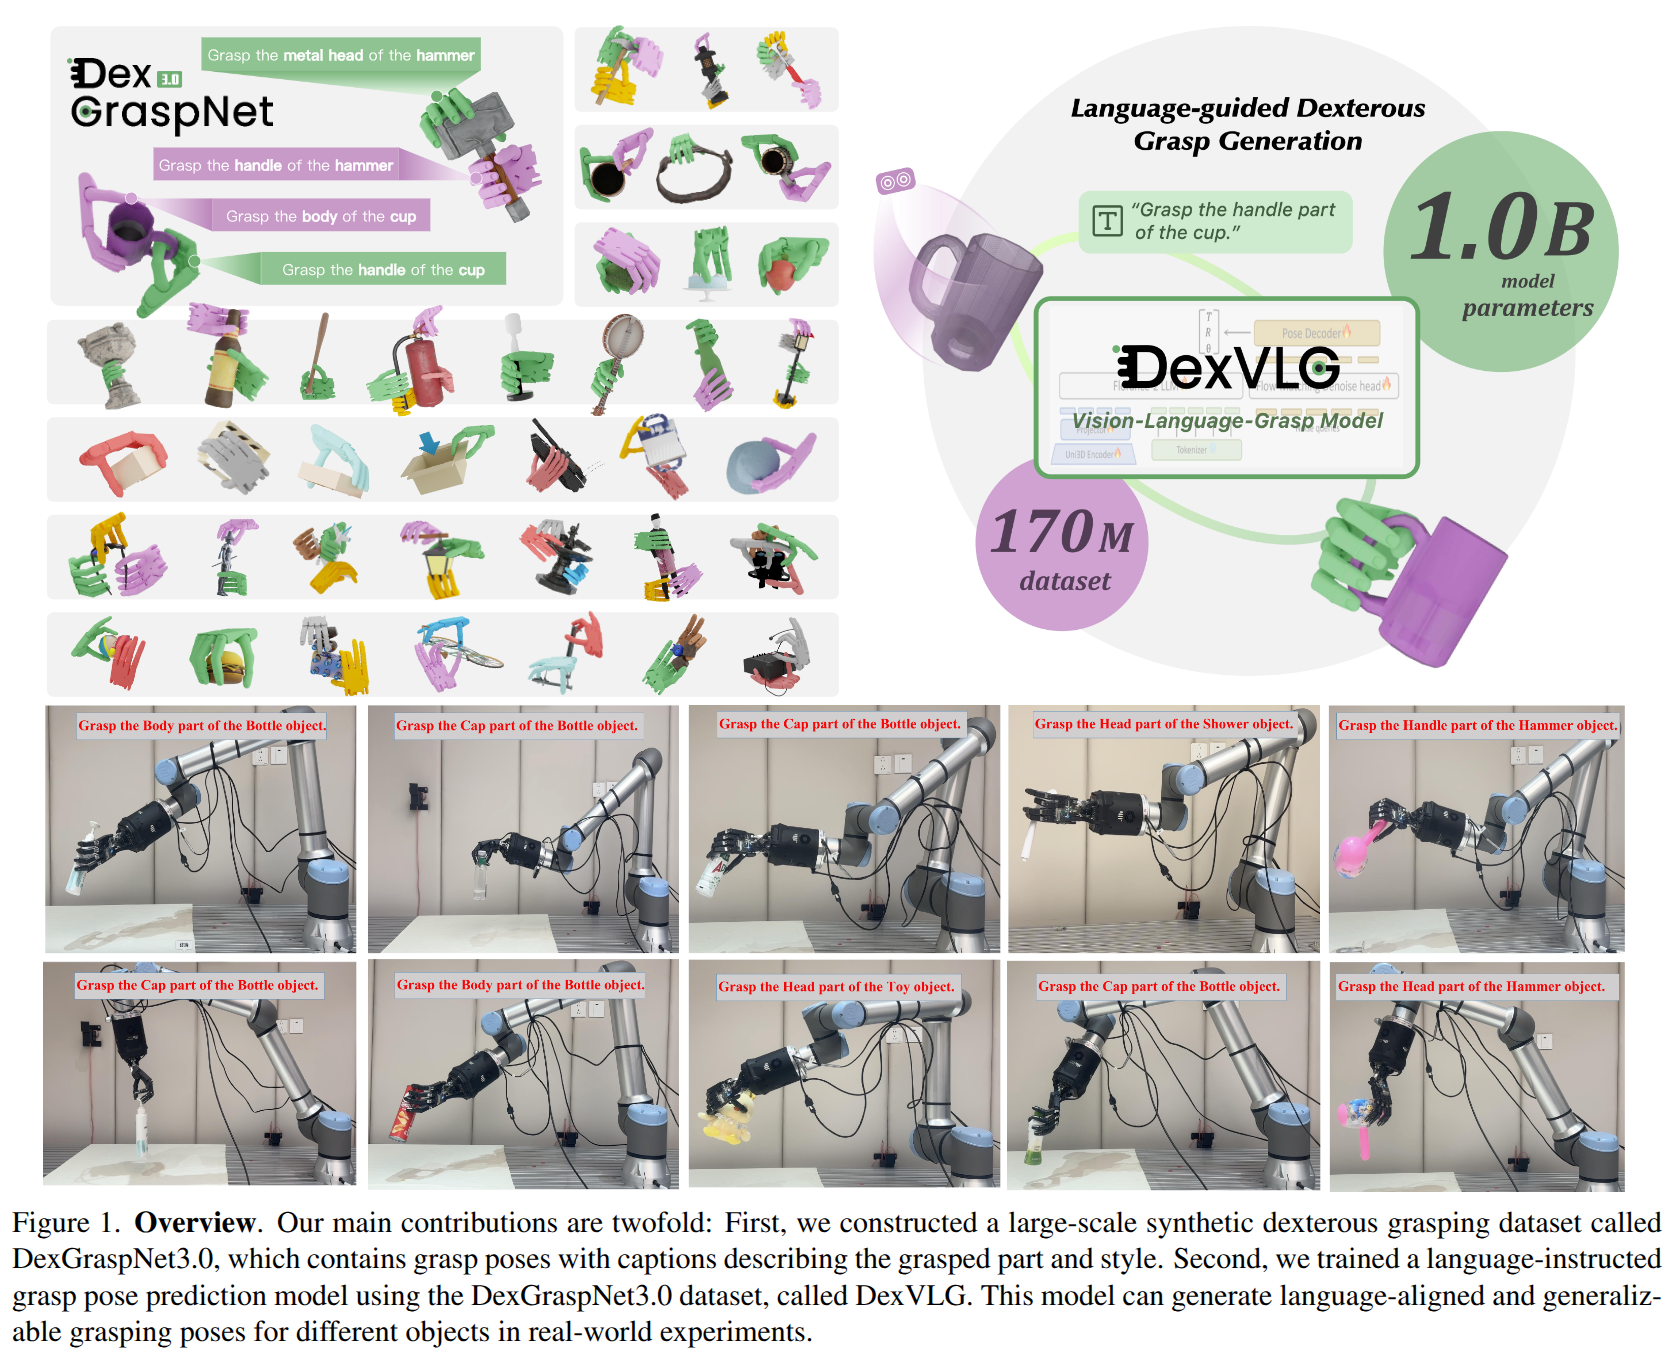 Dex 3.0
GraspNet
Grasp the metal head of the hammer
Grasp the handle of the hammer
Grasp the body of the cup
Grasp the handle of the cup
Language-guided Dexterous
Grasp Generation
T
"Grasp the handle part
of the cup."
1.0 B
model
parameters
T
R
θ
Pose Decoder
DexVLG
Vision-Language-Grasp Model
Projector
Uni3D Encoder
Tokenizer
170 M
dataset
Grasp the Body part of the Bottle object.
Grasp the Cap part of the Bottle object.
Grasp the Cap part of the Bottle object.
Grasp the Head part of the Shower object.
Grasp the Handle part of the Hammer object.
Grasp the Cap part of the Bottle object.
Grasp the Body part of the Bottle object.
Grasp the Head part of the Toy object.
Grasp the Cap part of the Bottle object.
Grasp the Head part of the Hammer object.
Figure 1. Overview. Our main contributions are twofold: First, we constructed a large-scale synthetic dexterous grasping dataset called
DexGraspNet3.0, which contains grasp poses with captions describing the grasped part and style. Second, we trained a language-instructed
grasp pose prediction model using the DexGraspNet3.0 dataset, called DexVLG. This model can generate language-aligned and generaliz-
able grasping poses for different objects in real-world experiments.